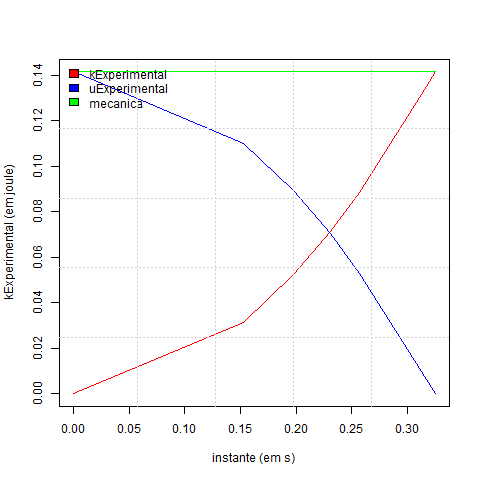 kExperimental
uExperimental
mecanica
kExperimental (em joule)
0.14
0.12
0.10
0.08
0.06
0.04
0.02
0.00
0.00 0.05 0.10 0.15 0.20 0.25 0.30
instante (em s)